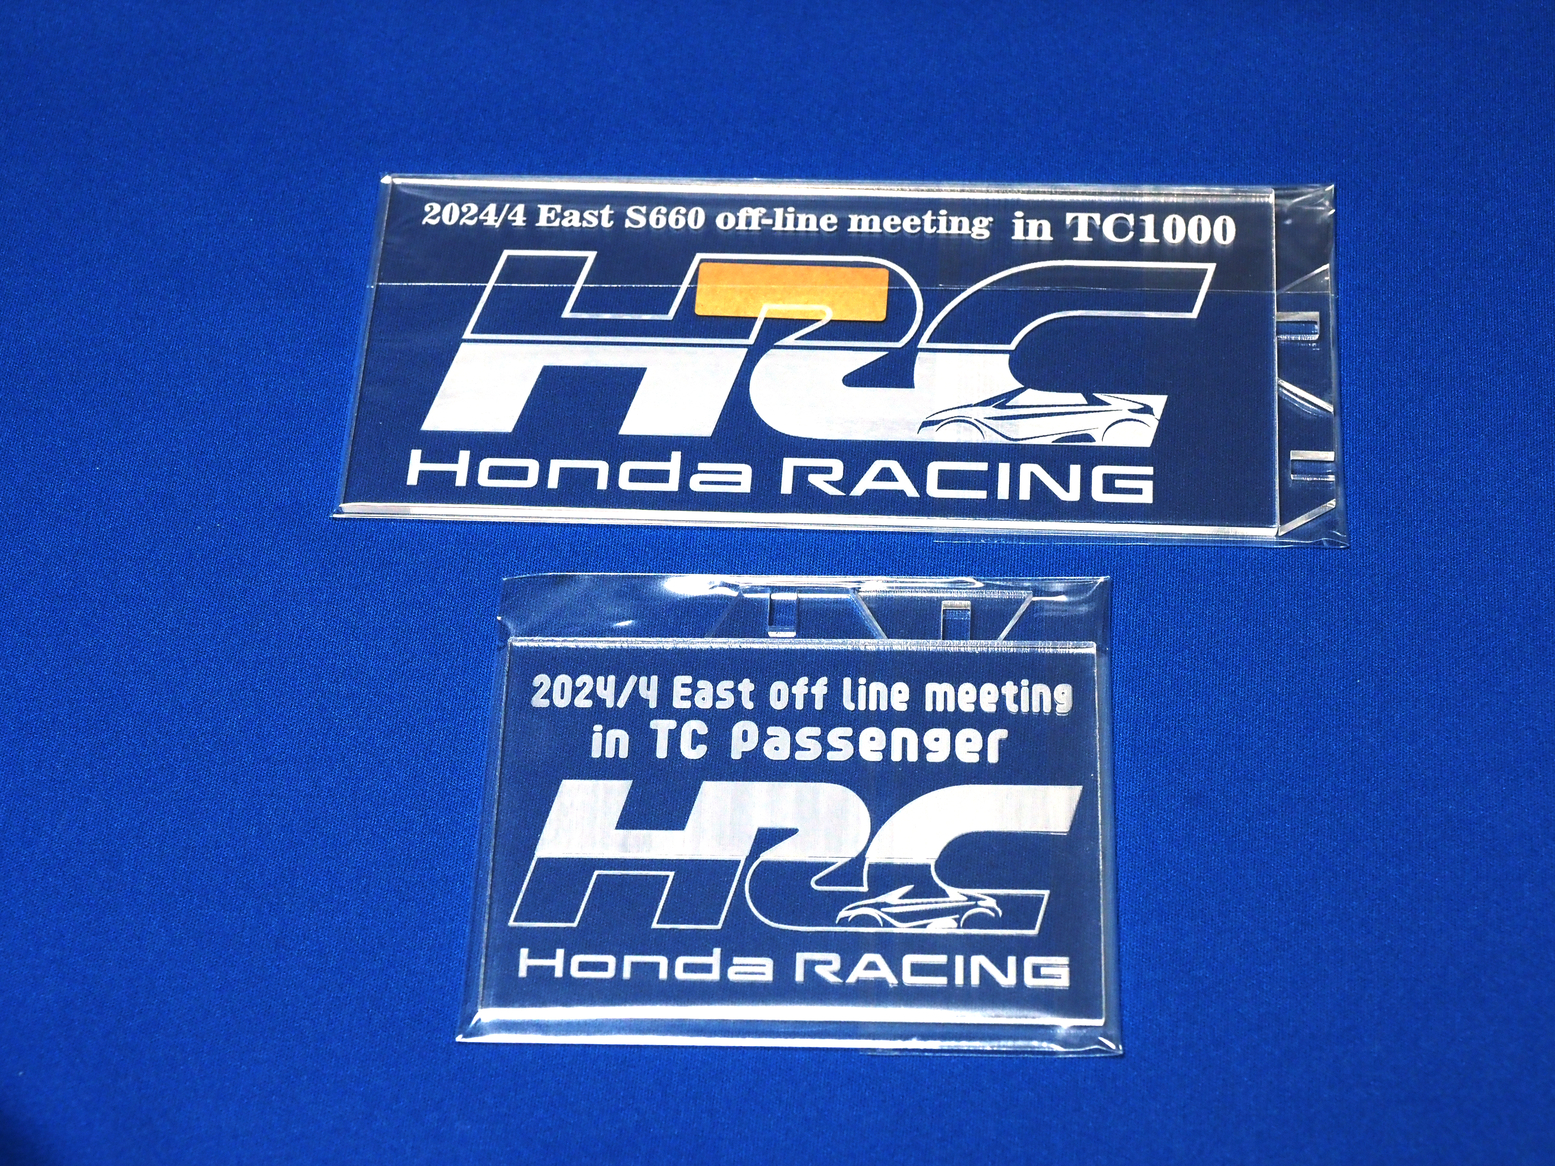 2024/4 East S660 off-line meeting in TC1000
HRC
Honda RACING
2024/4 East off line meeting
in TC Passenger
HRC
Honda RACING